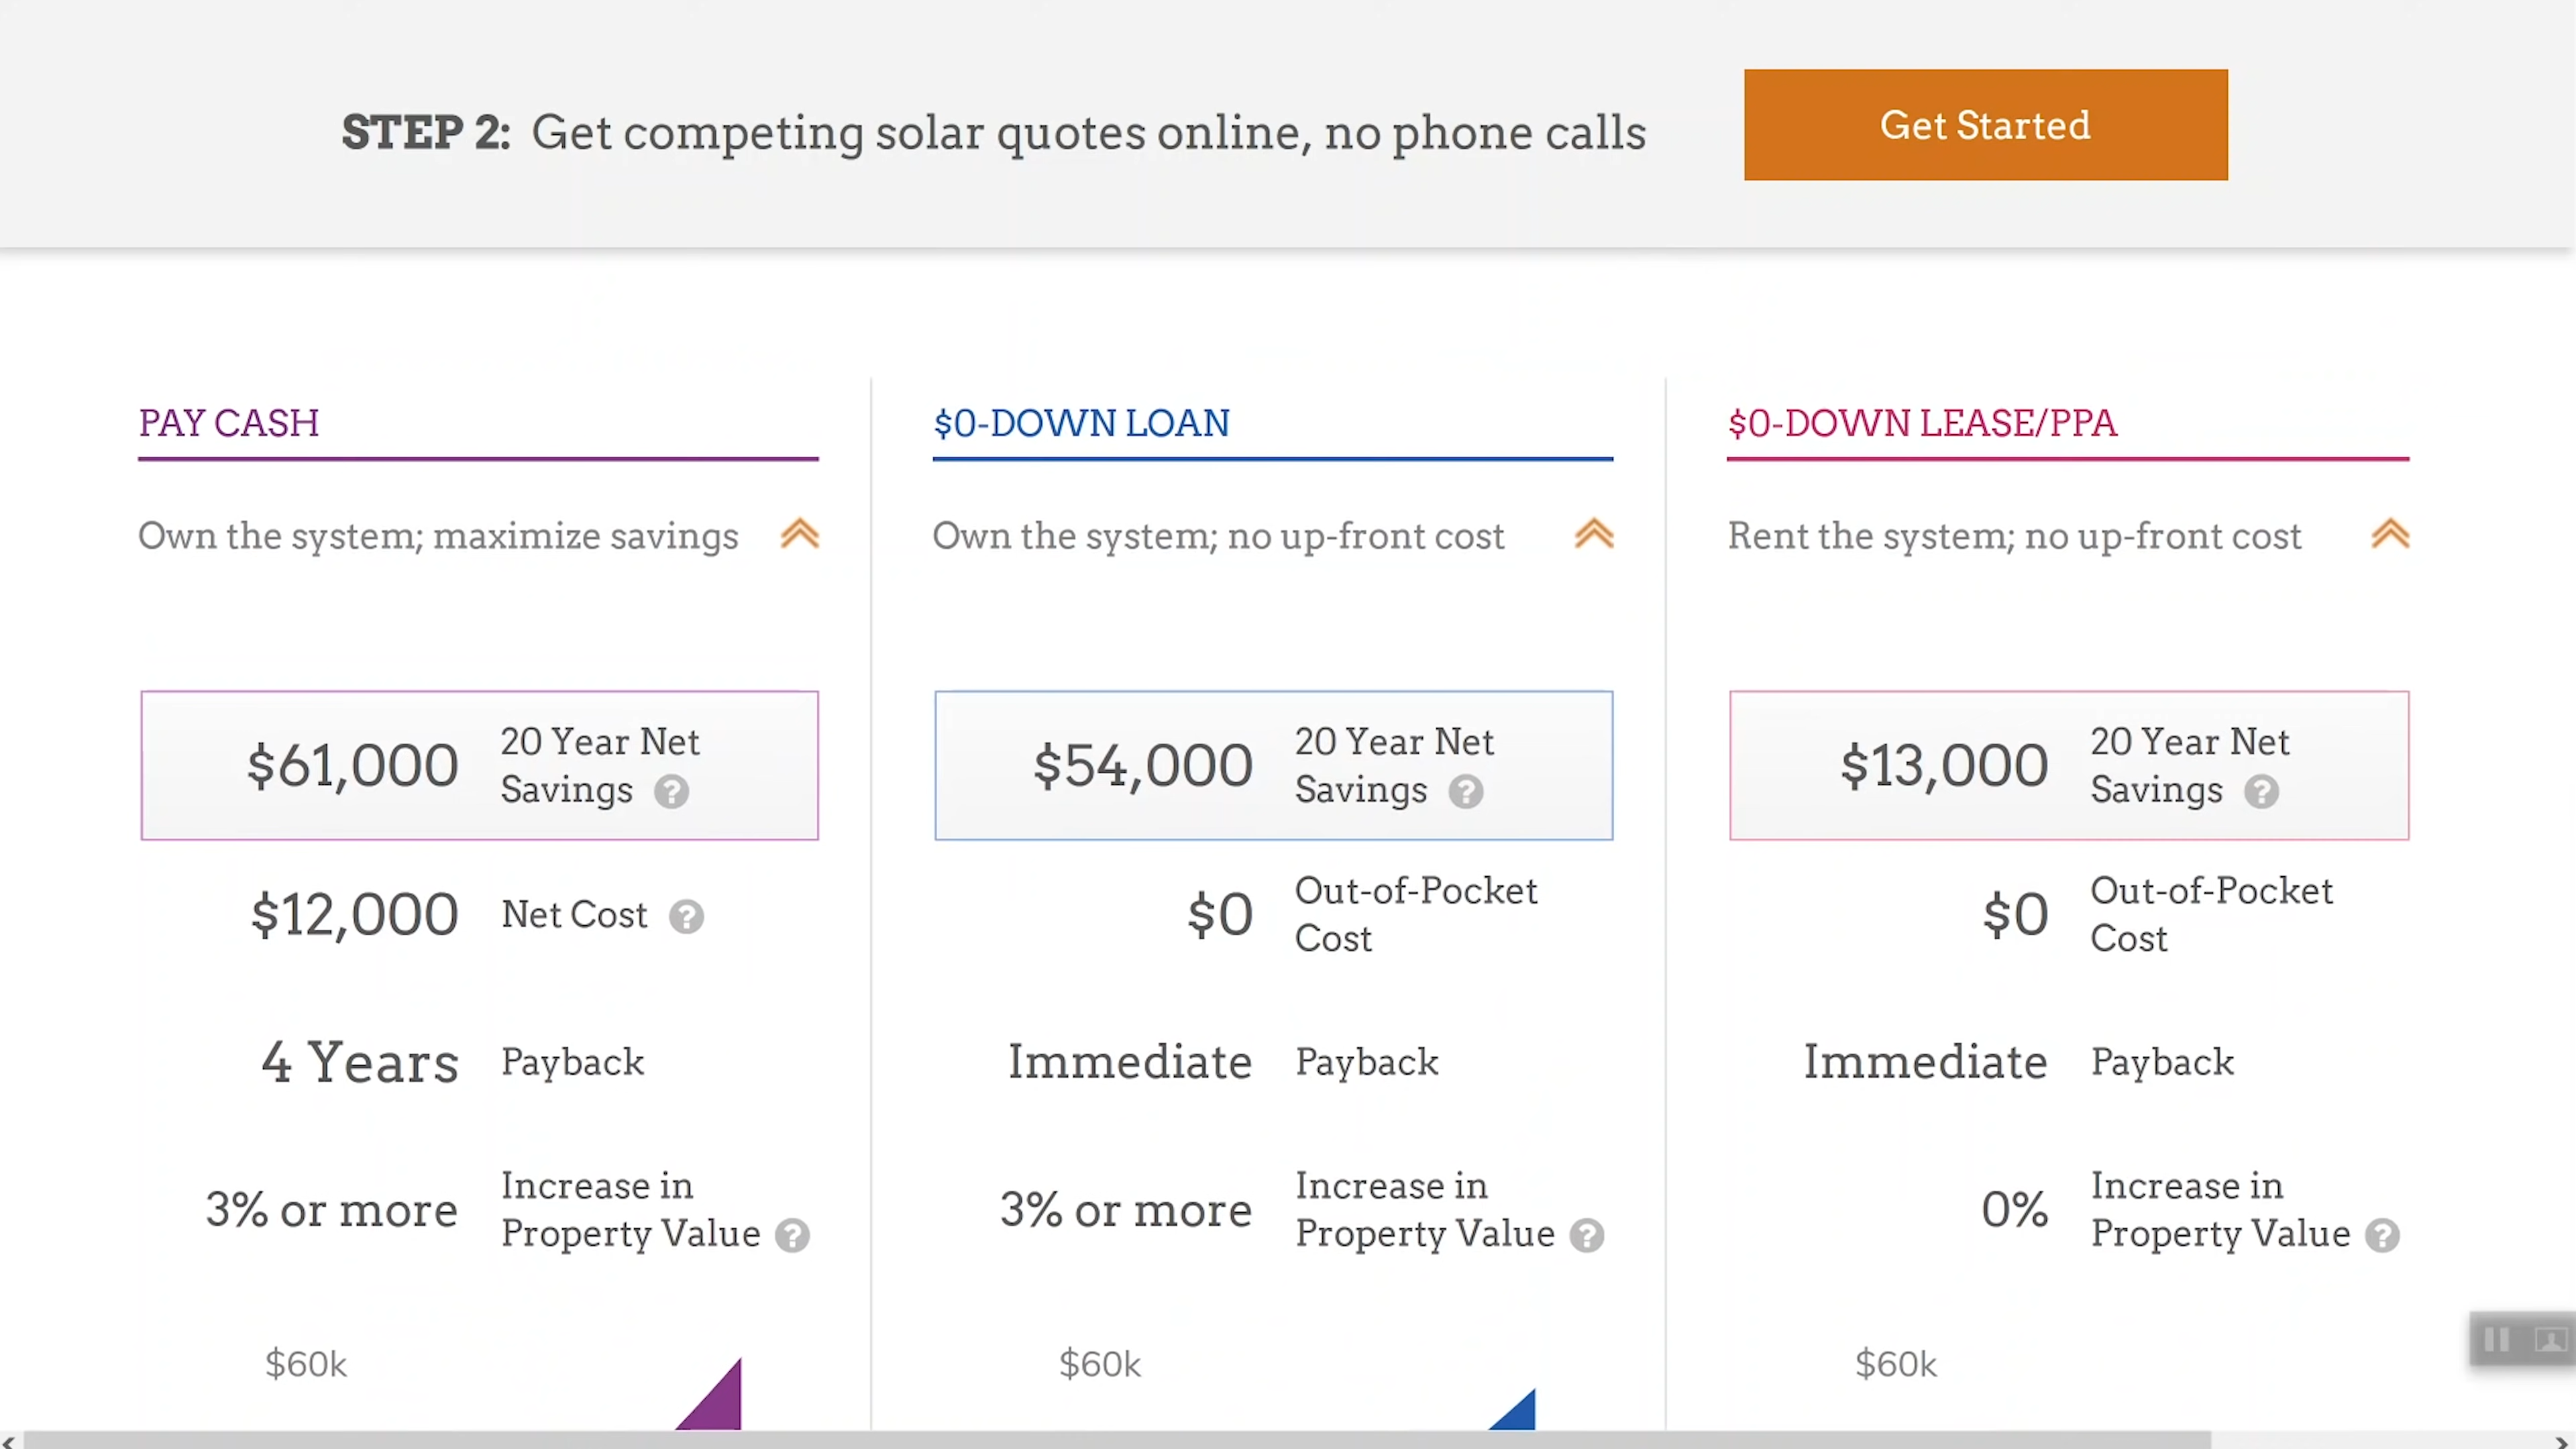 STEP 2: Get competing solar quotes online, no phone calls
Get Started
PAY CASH
Own the system; maximize savings
$61,000
20 Year Net
Savings ?
$12,000
Net Cost ?
4 Years
Payback
3% or more
Increase in
Property Value ?
$60k
$0-DOWN LOAN
Own the system; no up-front cost
$54,000
20 Year Net
Savings ?
$0
Out-of-Pocket
Cost
Immediate
Payback
3% or more
Increase in
Property Value ?
$60k
$0-DOWN LEASE/PPA
Rent the system; no up-front cost
$13,000
20 Year Net
Savings ?
$0
Out-of-Pocket
Cost
Immediate
Payback
0%
Increase in
Property Value ?
$60k